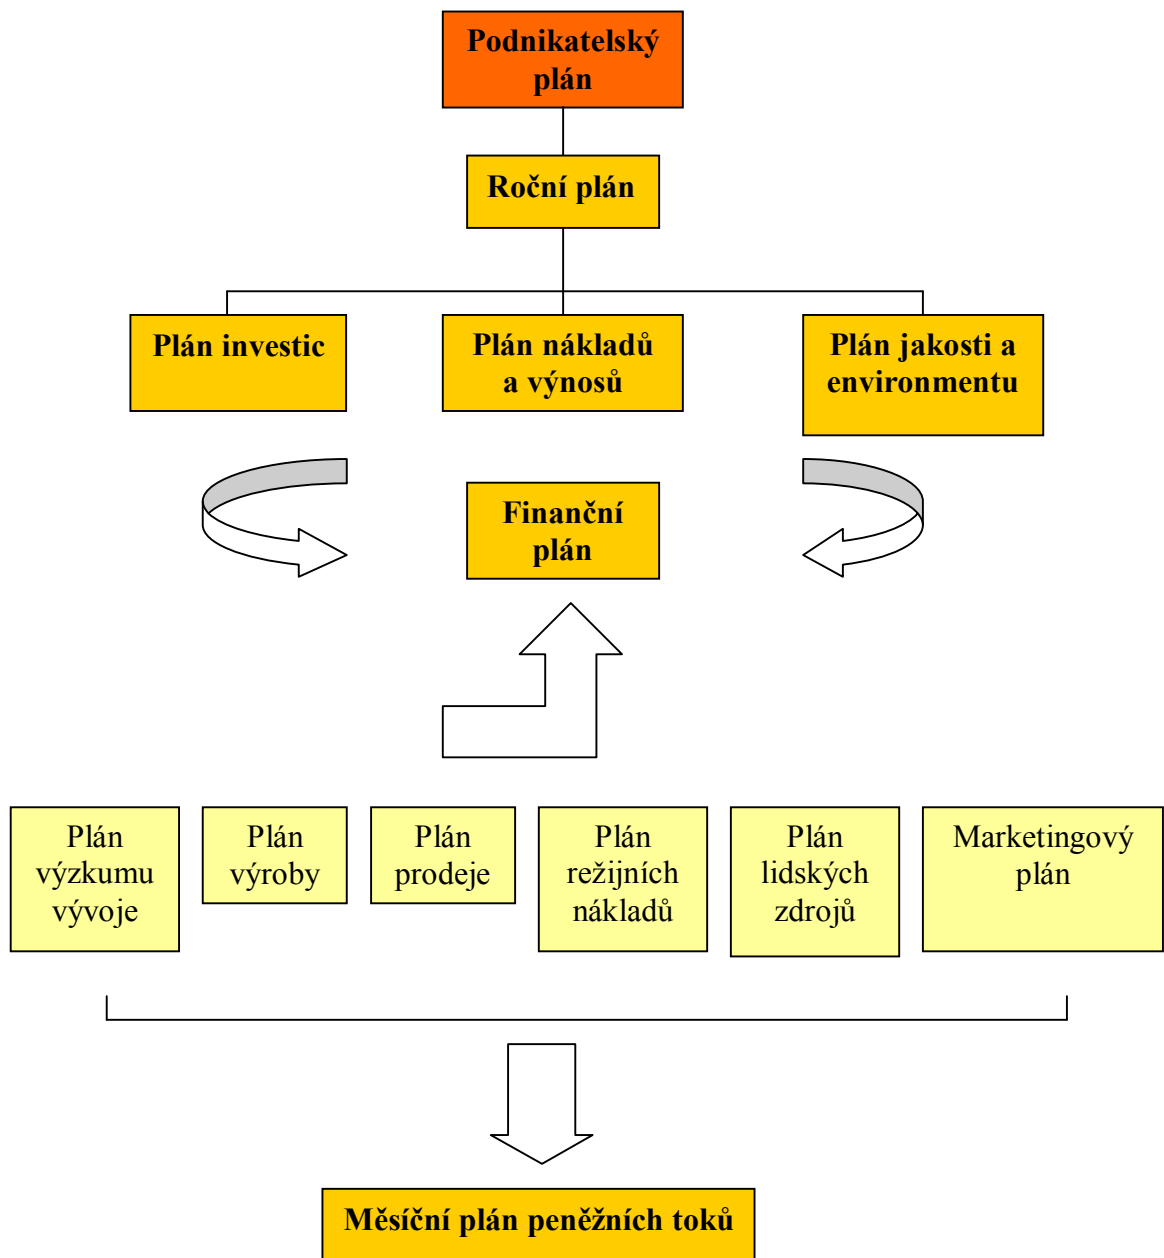 Podnikatelský
plán
Roční plán
Plán investic
Plán nákladů
a výnosů
Plán jakosti a
environmentu
Finanční
plán
Plán
výzkumu
vývoje
Plán
výroby
Plán
prodeje
Plán
režijních
nákladů
Plán
lidských
zdrojů
Marketingový
plán
Měsíční plán peněžních toků